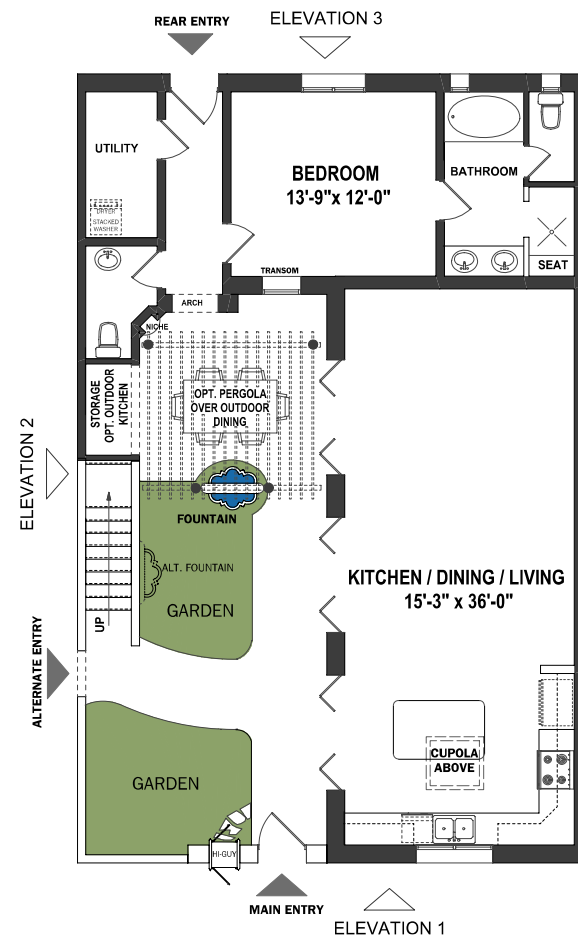 ELEVATION 3
REAR ENTRY
UTILITY
BEDROOM
13'-9"x 12'-0"
BATHROOM
DRYER
STACKED
WASHER
TRANSOM
SEAT
ARCH
NICHE
STORAGE
OPT. OUTDOOR
KITCHEN
OPT. PERGOLA
OVER OUTDOOR
DINING
ELEVATION 2
FOUNTAIN
ALT. FOUNTAIN
GARDEN
UP
KITCHEN / DINING / LIVING
15'-3" x 36'-0"
ALTERNATE ENTRY
CUPOLA
ABOVE
GARDEN
HI-GUY
MAIN ENTRY
ELEVATION 1